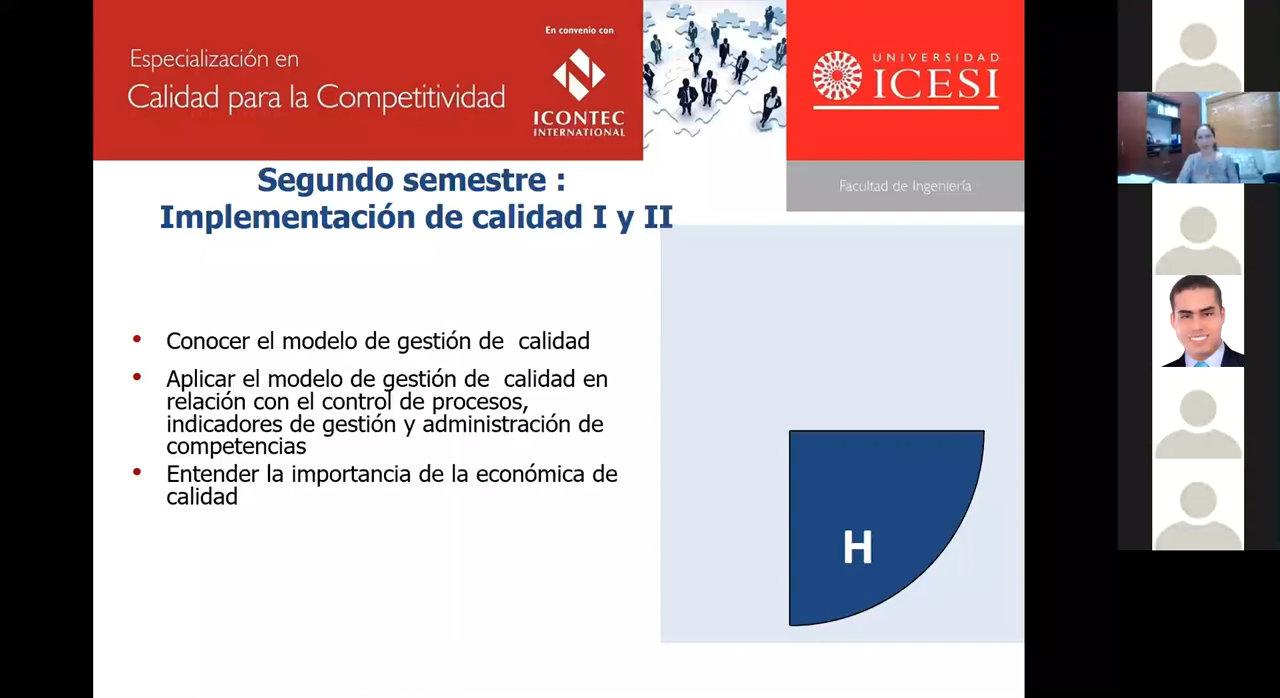 Especialización en
Calidad para la Competitividad
En convenio con
ICONTEC
INTERNATIONAL
UNIVERSIDAD
ICESI
Facultad de Ingeniería
Segundo semestre :
Implementación de calidad I y II
• Conocer el modelo de gestión de calidad
• Aplicar el modelo de gestión de calidad en
relación con el control de procesos,
indicadores de gestión y administración de
competencias
• Entender la importancia de la económica de
calidad
H